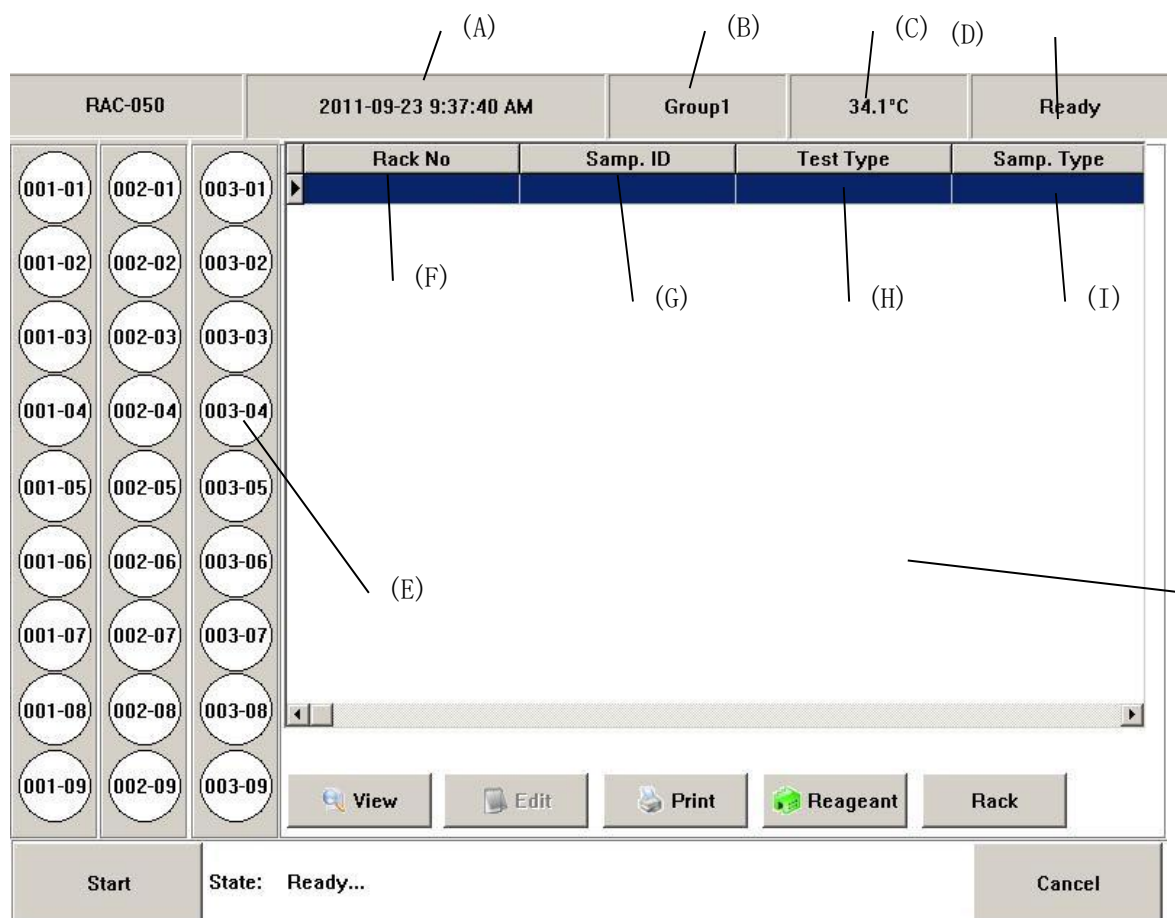 (A) (B) (C) (D)
RAC-050 2011-09-23 9:37:40 AM Group1 34.1°C Ready
Rack No Samp. ID Test Type Samp. Type
001-01 002-01 003-01
001-02 002-02 003-02
(F) (G) (H) (I)
001-03 002-03 003-03
001-04 002-04 003-04
001-05 002-05 003-05
001-06 002-06 003-06
(E)
001-07 002-07 003-07
001-08 002-08 003-08
001-09 002-09 003-09
View Edit Print Reageant Rack
Start State: Ready... Cancel